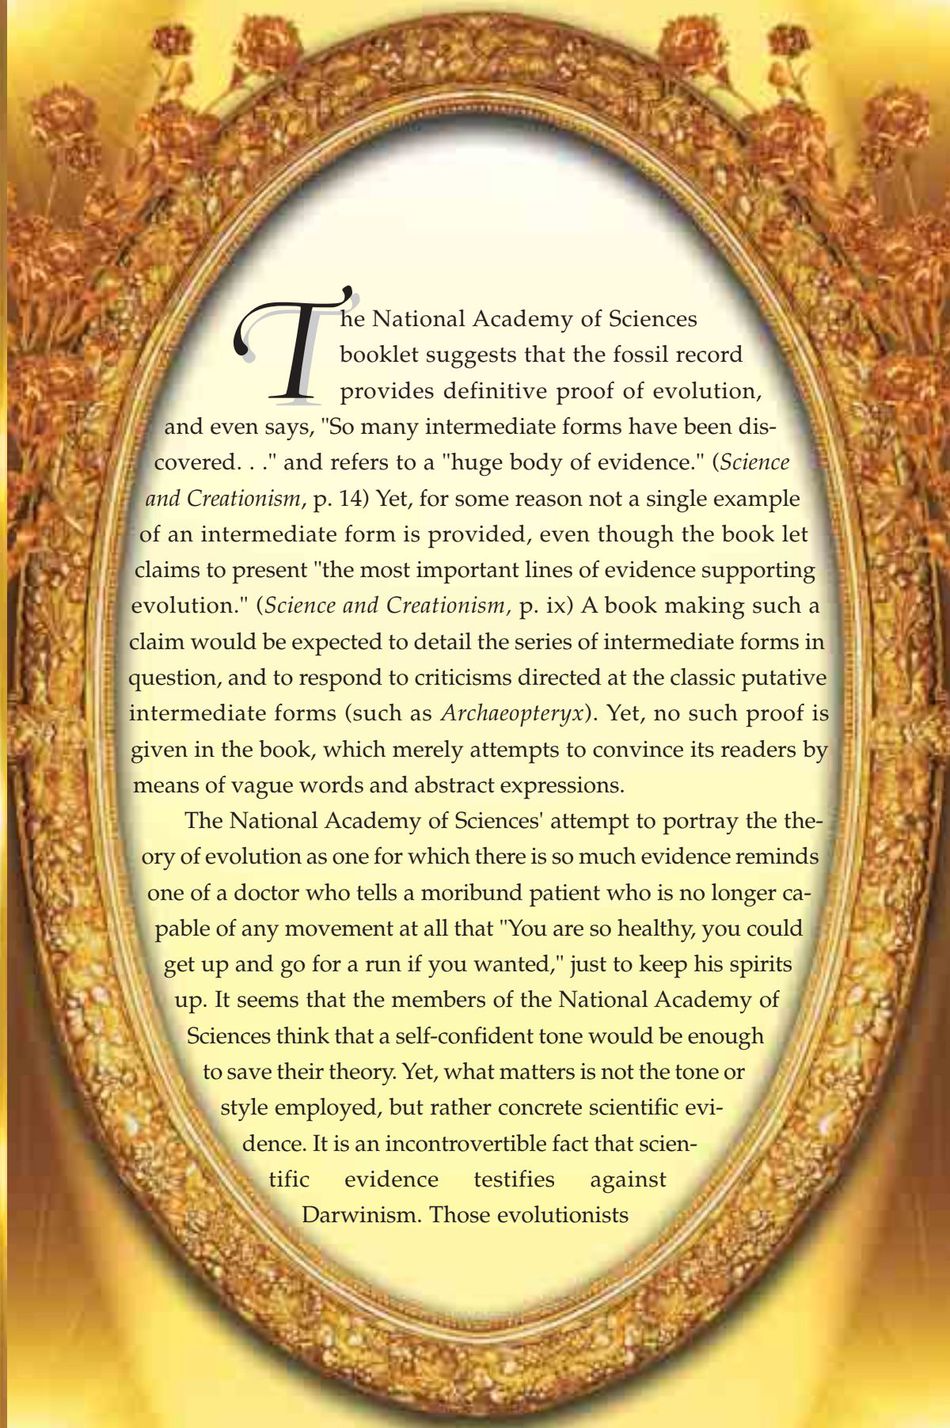 The National Academy of Sciences
booklet suggests that the fossil record
provides definitive proof of evolution,
and even says, "So many intermediate forms have been dis-
covered. . ." and refers to a "huge body of evidence." (Science
and Creationism, p. 14) Yet, for some reason not a single example
of an intermediate form is provided, even though the book let
claims to present "the most important lines of evidence supporting
evolution." (Science and Creationism, p. ix) A book making such a
claim would be expected to detail the series of intermediate forms in
question, and to respond to criticisms directed at the classic putative
intermediate forms (such as Archaeopteryx). Yet, no such proof is
given in the book, which merely attempts to convince its readers by
means of vague words and abstract expressions.
The National Academy of Sciences' attempt to portray the the-
ory of evolution as one for which there is so much evidence reminds
one of a doctor who tells a moribund patient who is no longer ca-
pable of any movement at all that "You are so healthy, you could
get up and go for a run if you wanted," just to keep his spirits
up. It seems that the members of the National Academy of
Sciences think that a self-confident tone would be enough
to save their theory. Yet, what matters is not the tone or
style employed, but rather concrete scientific evi-
dence. It is an incontrovertible fact that scien-
tific evidence testifies against
Darwinism. Those evolutionists